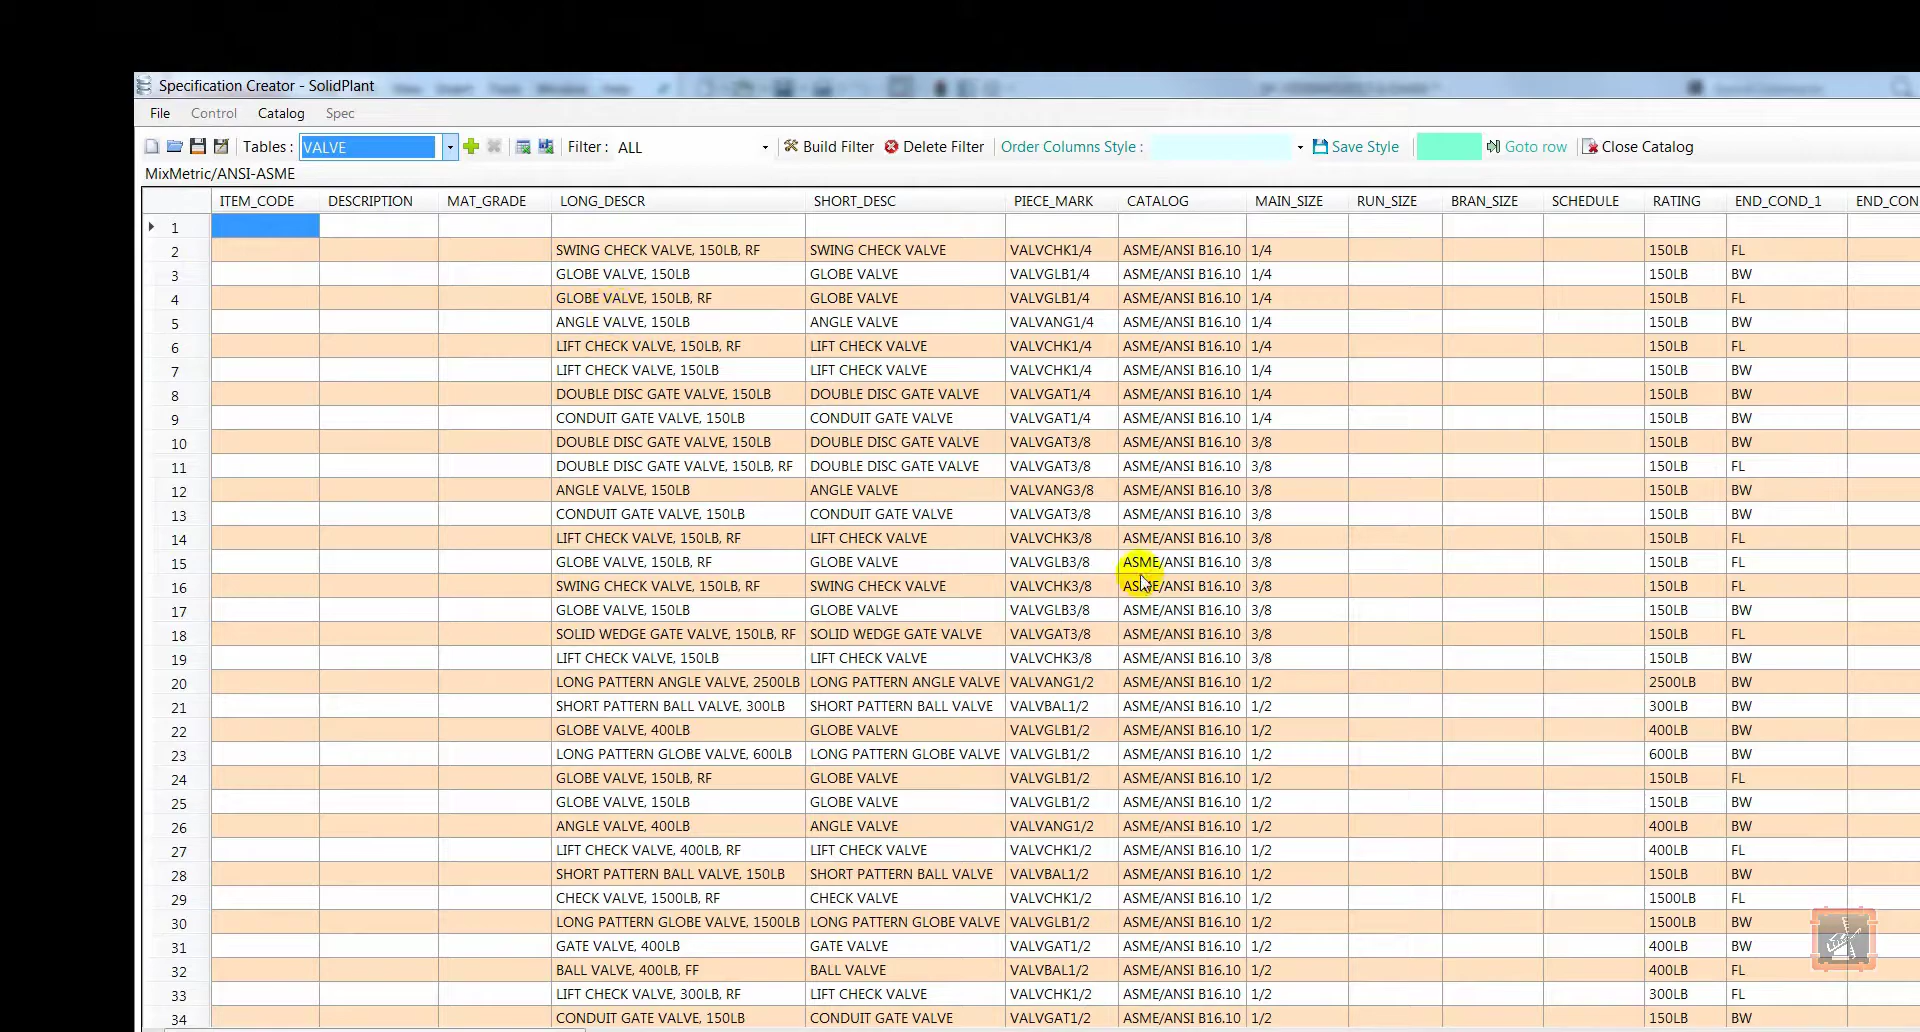 Specification Creator - SolidPlant
File Control Catalog Spec
Tables : VALVE Filter : ALL Build Filter Delete Filter Order Columns Style : Save Style Goto row Close Catalog
MixMetric/ANSI-ASME
ITEM_CODE DESCRIPTION MAT_GRADE LONG_DESCR SHORT_DESC PIECE_MARK CATALOG MAIN_SIZE RUN_SIZE BRAN_SIZE SCHEDULE RATING END_COND_1 END_CON
1
2 SWING CHECK VALVE, 150LB, RF SWING CHECK VALVE VALVCHK1/4 ASME/ANSI B16.10 1/4 150LB FL
3 GLOBE VALVE, 150LB GLOBE VALVE VALVGLB1/4 ASME/ANSI B16.10 1/4 150LB BW
4 GLOBE VALVE, 150LB, RF GLOBE VALVE VALVGLB1/4 ASME/ANSI B16.10 1/4 150LB FL
5 ANGLE VALVE, 150LB ANGLE VALVE VALVANG1/4 ASME/ANSI B16.10 1/4 150LB BW
6 LIFT CHECK VALVE, 150LB, RF LIFT CHECK VALVE VALVCHK1/4 ASME/ANSI B16.10 1/4 150LB FL
7 LIFT CHECK VALVE, 150LB LIFT CHECK VALVE VALVCHK1/4 ASME/ANSI B16.10 1/4 150LB BW
8 DOUBLE DISC GATE VALVE, 150LB DOUBLE DISC GATE VALVE VALVGAT1/4 ASME/ANSI B16.10 1/4 150LB BW
9 CONDUIT GATE VALVE, 150LB CONDUIT GATE VALVE VALVGAT1/4 ASME/ANSI B16.10 1/4 150LB BW
10 DOUBLE DISC GATE VALVE, 150LB DOUBLE DISC GATE VALVE VALVGAT3/8 ASME/ANSI B16.10 3/8 150LB BW
11 DOUBLE DISC GATE VALVE, 150LB, RF DOUBLE DISC GATE VALVE VALVGAT3/8 ASME/ANSI B16.10 3/8 150LB FL
12 ANGLE VALVE, 150LB ANGLE VALVE VALVANG3/8 ASME/ANSI B16.10 3/8 150LB BW
13 CONDUIT GATE VALVE, 150LB CONDUIT GATE VALVE VALVGAT3/8 ASME/ANSI B16.10 3/8 150LB BW
14 LIFT CHECK VALVE, 150LB, RF LIFT CHECK VALVE VALVCHK3/8 ASME/ANSI B16.10 3/8 150LB FL
15 GLOBE VALVE, 150LB, RF GLOBE VALVE VALVGLB3/8 ASME/ANSI B16.10 3/8 150LB FL
16 SWING CHECK VALVE, 150LB, RF SWING CHECK VALVE VALVCHK3/8 ASME/ANSI B16.10 3/8 150LB FL
17 GLOBE VALVE, 150LB GLOBE VALVE VALVGLB3/8 ASME/ANSI B16.10 3/8 150LB BW
18 SOLID WEDGE GATE VALVE, 150LB, RF SOLID WEDGE GATE VALVE VALVGAT3/8 ASME/ANSI B16.10 3/8 150LB FL
19 LIFT CHECK VALVE, 150LB LIFT CHECK VALVE VALVCHK3/8 ASME/ANSI B16.10 3/8 150LB BW
20 LONG PATTERN ANGLE VALVE, 2500LB LONG PATTERN ANGLE VALVE VALVANG1/2 ASME/ANSI B16.10 1/2 2500LB BW
21 SHORT PATTERN BALL VALVE, 300LB SHORT PATTERN BALL VALVE VALVBAL1/2 ASME/ANSI B16.10 1/2 300LB BW
22 GLOBE VALVE, 400LB GLOBE VALVE VALVGLB1/2 ASME/ANSI B16.10 1/2 400LB BW
23 LONG PATTERN GLOBE VALVE, 600LB LONG PATTERN GLOBE VALVE VALVGLB1/2 ASME/ANSI B16.10 1/2 600LB BW
24 GLOBE VALVE, 150LB, RF GLOBE VALVE VALVGLB1/2 ASME/ANSI B16.10 1/2 150LB FL
25 GLOBE VALVE, 150LB GLOBE VALVE VALVGLB1/2 ASME/ANSI B16.10 1/2 150LB BW
26 ANGLE VALVE, 400LB ANGLE VALVE VALVANG1/2 ASME/ANSI B16.10 1/2 400LB BW
27 LIFT CHECK VALVE, 400LB, RF LIFT CHECK VALVE VALVCHK1/2 ASME/ANSI B16.10 1/2 400LB FL
28 SHORT PATTERN BALL VALVE, 150LB SHORT PATTERN BALL VALVE VALVBAL1/2 ASME/ANSI B16.10 1/2 150LB BW
29 CHECK VALVE, 1500LB, RF CHECK VALVE VALVCHK1/2 ASME/ANSI B16.10 1/2 1500LB FL
30 LONG PATTERN GLOBE VALVE, 1500LB LONG PATTERN GLOBE VALVE VALVGLB1/2 ASME/ANSI B16.10 1/2 1500LB BW
31 GATE VALVE, 400LB GATE VALVE VALVGAT1/2 ASME/ANSI B16.10 1/2 400LB BW
32 BALL VALVE, 400LB, FF BALL VALVE VALVBAL1/2 ASME/ANSI B16.10 1/2 400LB FL
33 LIFT CHECK VALVE, 300LB, RF LIFT CHECK VALVE VALVCHK1/2 ASME/ANSI B16.10 1/2 300LB FL
34 CONDUIT GATE VALVE, 150LB CONDUIT GATE VALVE VALVGAT1/2 ASME/ANSI B16.10 1/2 150LB BW